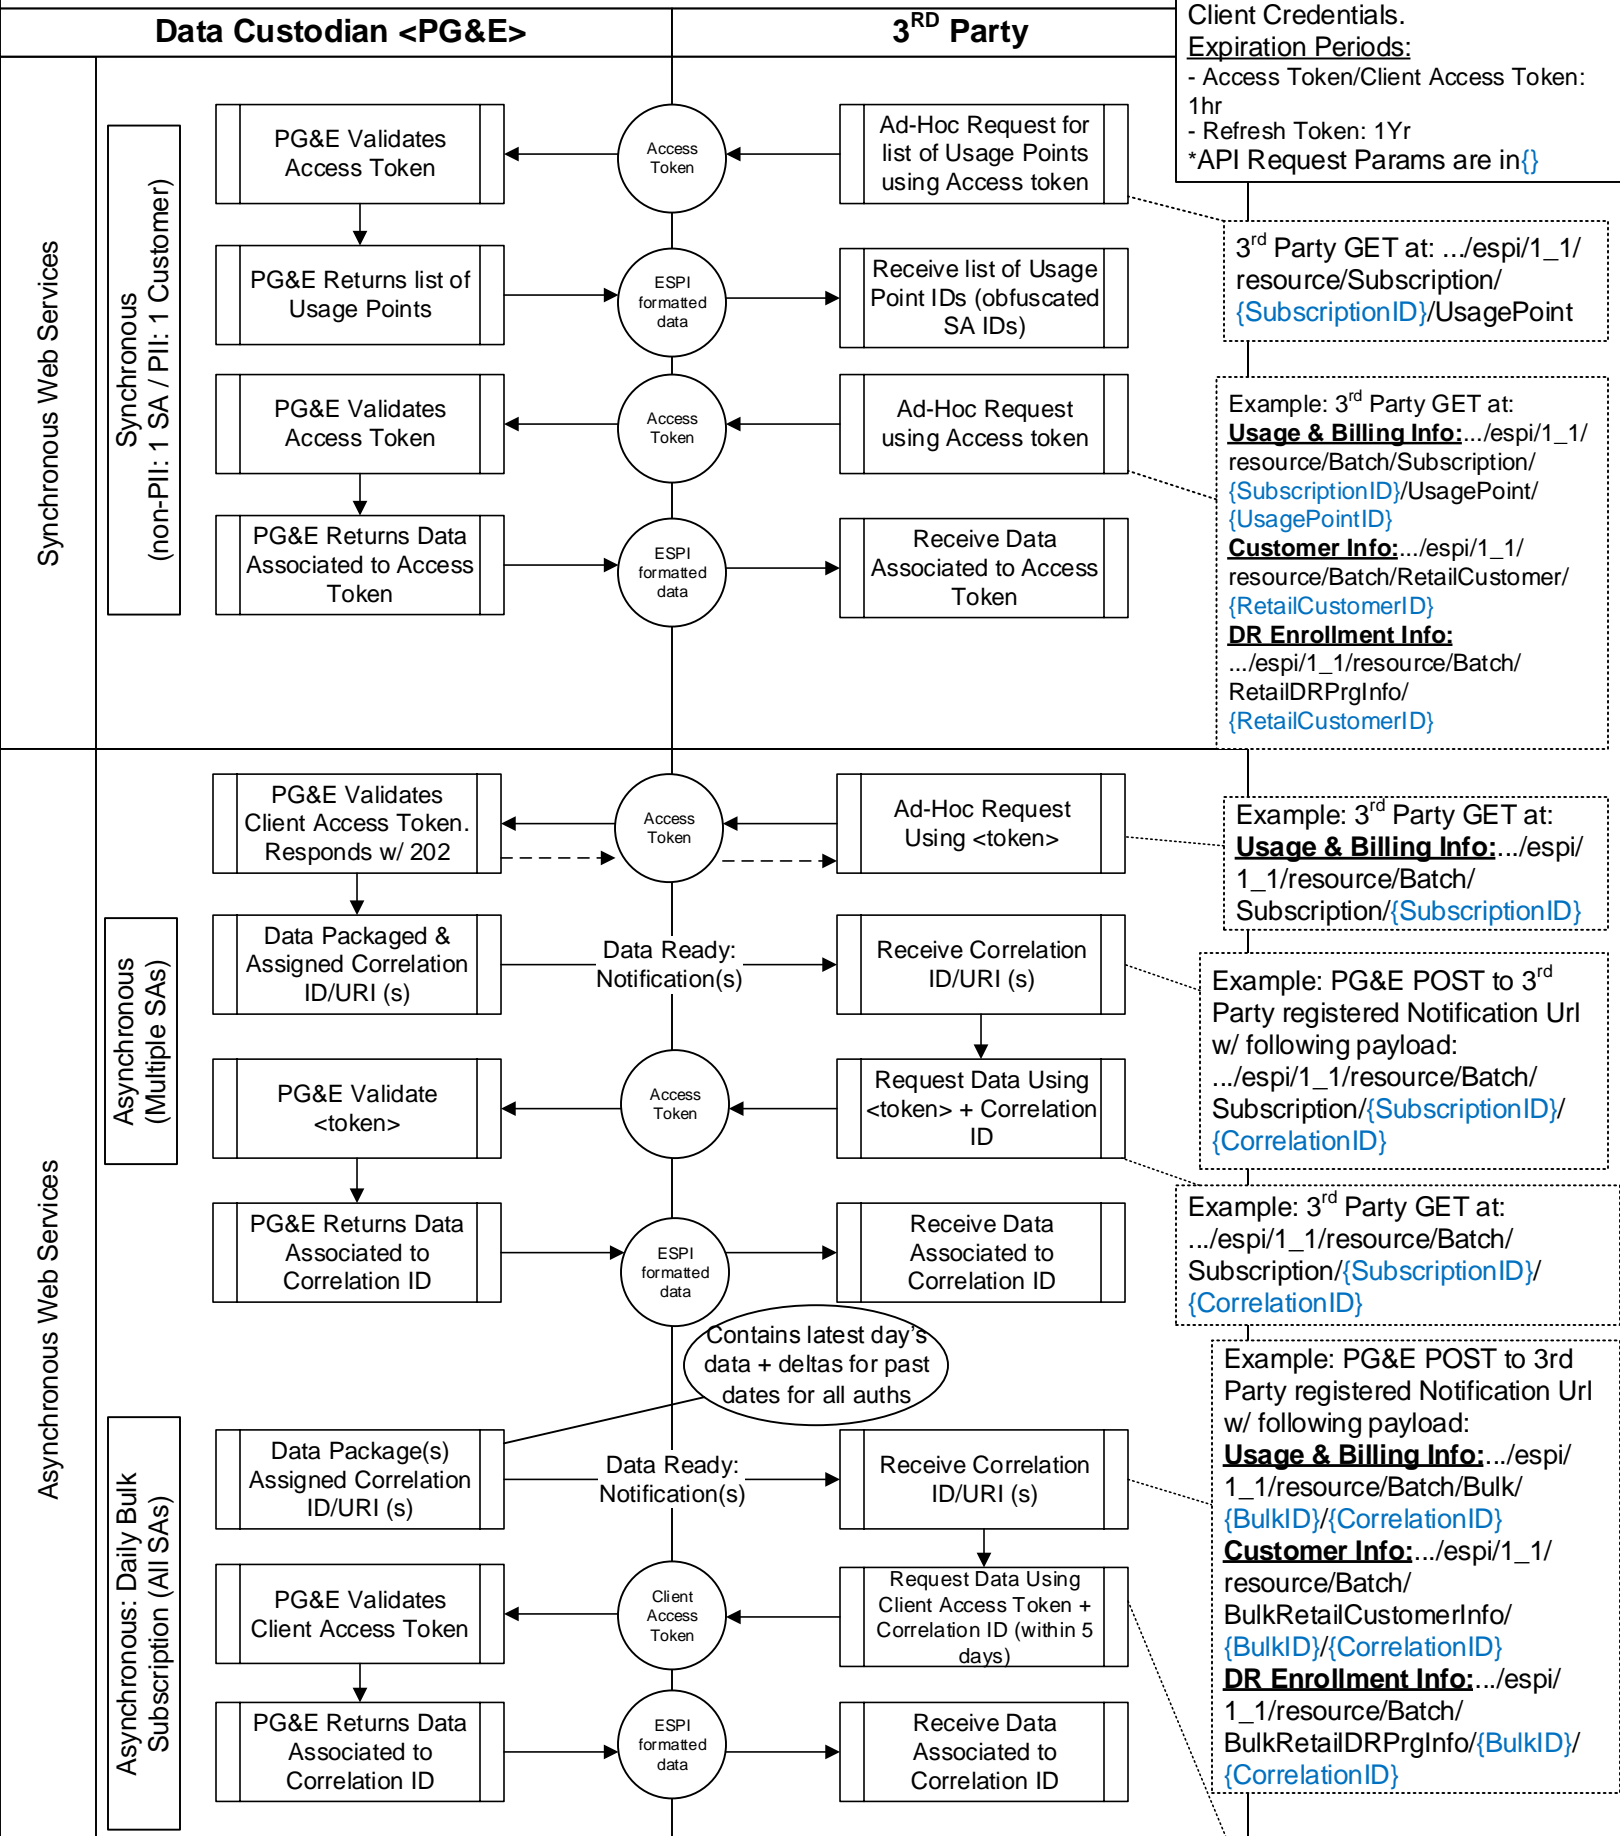 Data Custodian <PG&E>
3RD Party
Client Credentials.
Expiration Periods:
- Access Token/Client Access Token:
1hr
- Refresh Token: 1Yr
*API Request Params are in{}
Synchronous Web Services
Synchronous
(non-PII: 1 SA / PII: 1 Customer)
PG&E Validates
Access Token
Access
Token
Ad-Hoc Request for
list of Usage Points
using Access token
3rd Party GET at: .../espi/1_1/
resource/Subscription/
{SubscriptionID}/UsagePoint
PG&E Returns list of
Usage Points
ESPI
formatted
data
Receive list of Usage
Point IDs (obfuscated
SA IDs)
PG&E Validates
Access Token
Access
Token
Ad-Hoc Request
using Access token
Example: 3rd Party GET at:
Usage & Billing Info:.../espi/1_1/
resource/Batch/Subscription/
{SubscriptionID}/UsagePoint/
{UsagePointID}
Customer Info:.../espi/1_1/
resource/Batch/RetailCustomer/
{RetailCustomerID}
DR Enrollment Info:
.../espi/1_1/resource/Batch/
RetailDRPrgInfo/
{RetailCustomerID}
PG&E Returns Data
Associated to Access
Token
ESPI
formatted
data
Receive Data
Associated to Access
Token
Asynchronous Web Services
Asynchronous
(Multiple SAs)
PG&E Validates
Client Access Token.
Responds w/ 202
Access
Token
Ad-Hoc Request
Using <token>
Example: 3rd Party GET at:
Usage & Billing Info:.../espi/
1_1/resource/Batch/
Subscription/{SubscriptionID}
Data Packaged &
Assigned Correlation
ID/URI (s)
Data Ready:
Notification(s)
Receive Correlation
ID/URI (s)
Example: PG&E POST to 3rd
Party registered Notification Url
w/ following payload:
.../espi/1_1/resource/Batch/
Subscription/{SubscriptionID}/
{CorrelationID}
PG&E Validate
<token>
Access
Token
Request Data Using
<token> + Correlation
ID
Example: 3rd Party GET at:
.../espi/1_1/resource/Batch/
Subscription/{SubscriptionID}/
{CorrelationID}
PG&E Returns Data
Associated to
Correlation ID
ESPI
formatted
data
Receive Data
Associated to
Correlation ID
Contains latest day's
data + deltas for past
dates for all auths
Asynchronous: Daily Bulk
Subscription (All SAs)
Data Package(s)
Assigned Correlation
ID/URI (s)
Data Ready:
Notification(s)
Receive Correlation
ID/URI (s)
Example: PG&E POST to 3rd
Party registered Notification Url
w/ following payload:
Usage & Billing Info:.../espi/
1_1/resource/Batch/Bulk/
{BulkID}/{CorrelationID}
Customer Info:.../espi/1_1/
resource/Batch/
BulkRetailCustomerInfo/
{BulkID}/{CorrelationID}
DR Enrollment Info:.../espi/
1_1/resource/Batch/
BulkRetailDRPrgInfo/{BulkID}/
{CorrelationID}
PG&E Validates
Client Access Token
Client
Access
Token
Request Data Using
Client Access Token +
Correlation ID (within 5
days)
PG&E Returns Data
Associated to
Correlation ID
ESPI
formatted
data
Receive Data
Associated to
Correlation ID